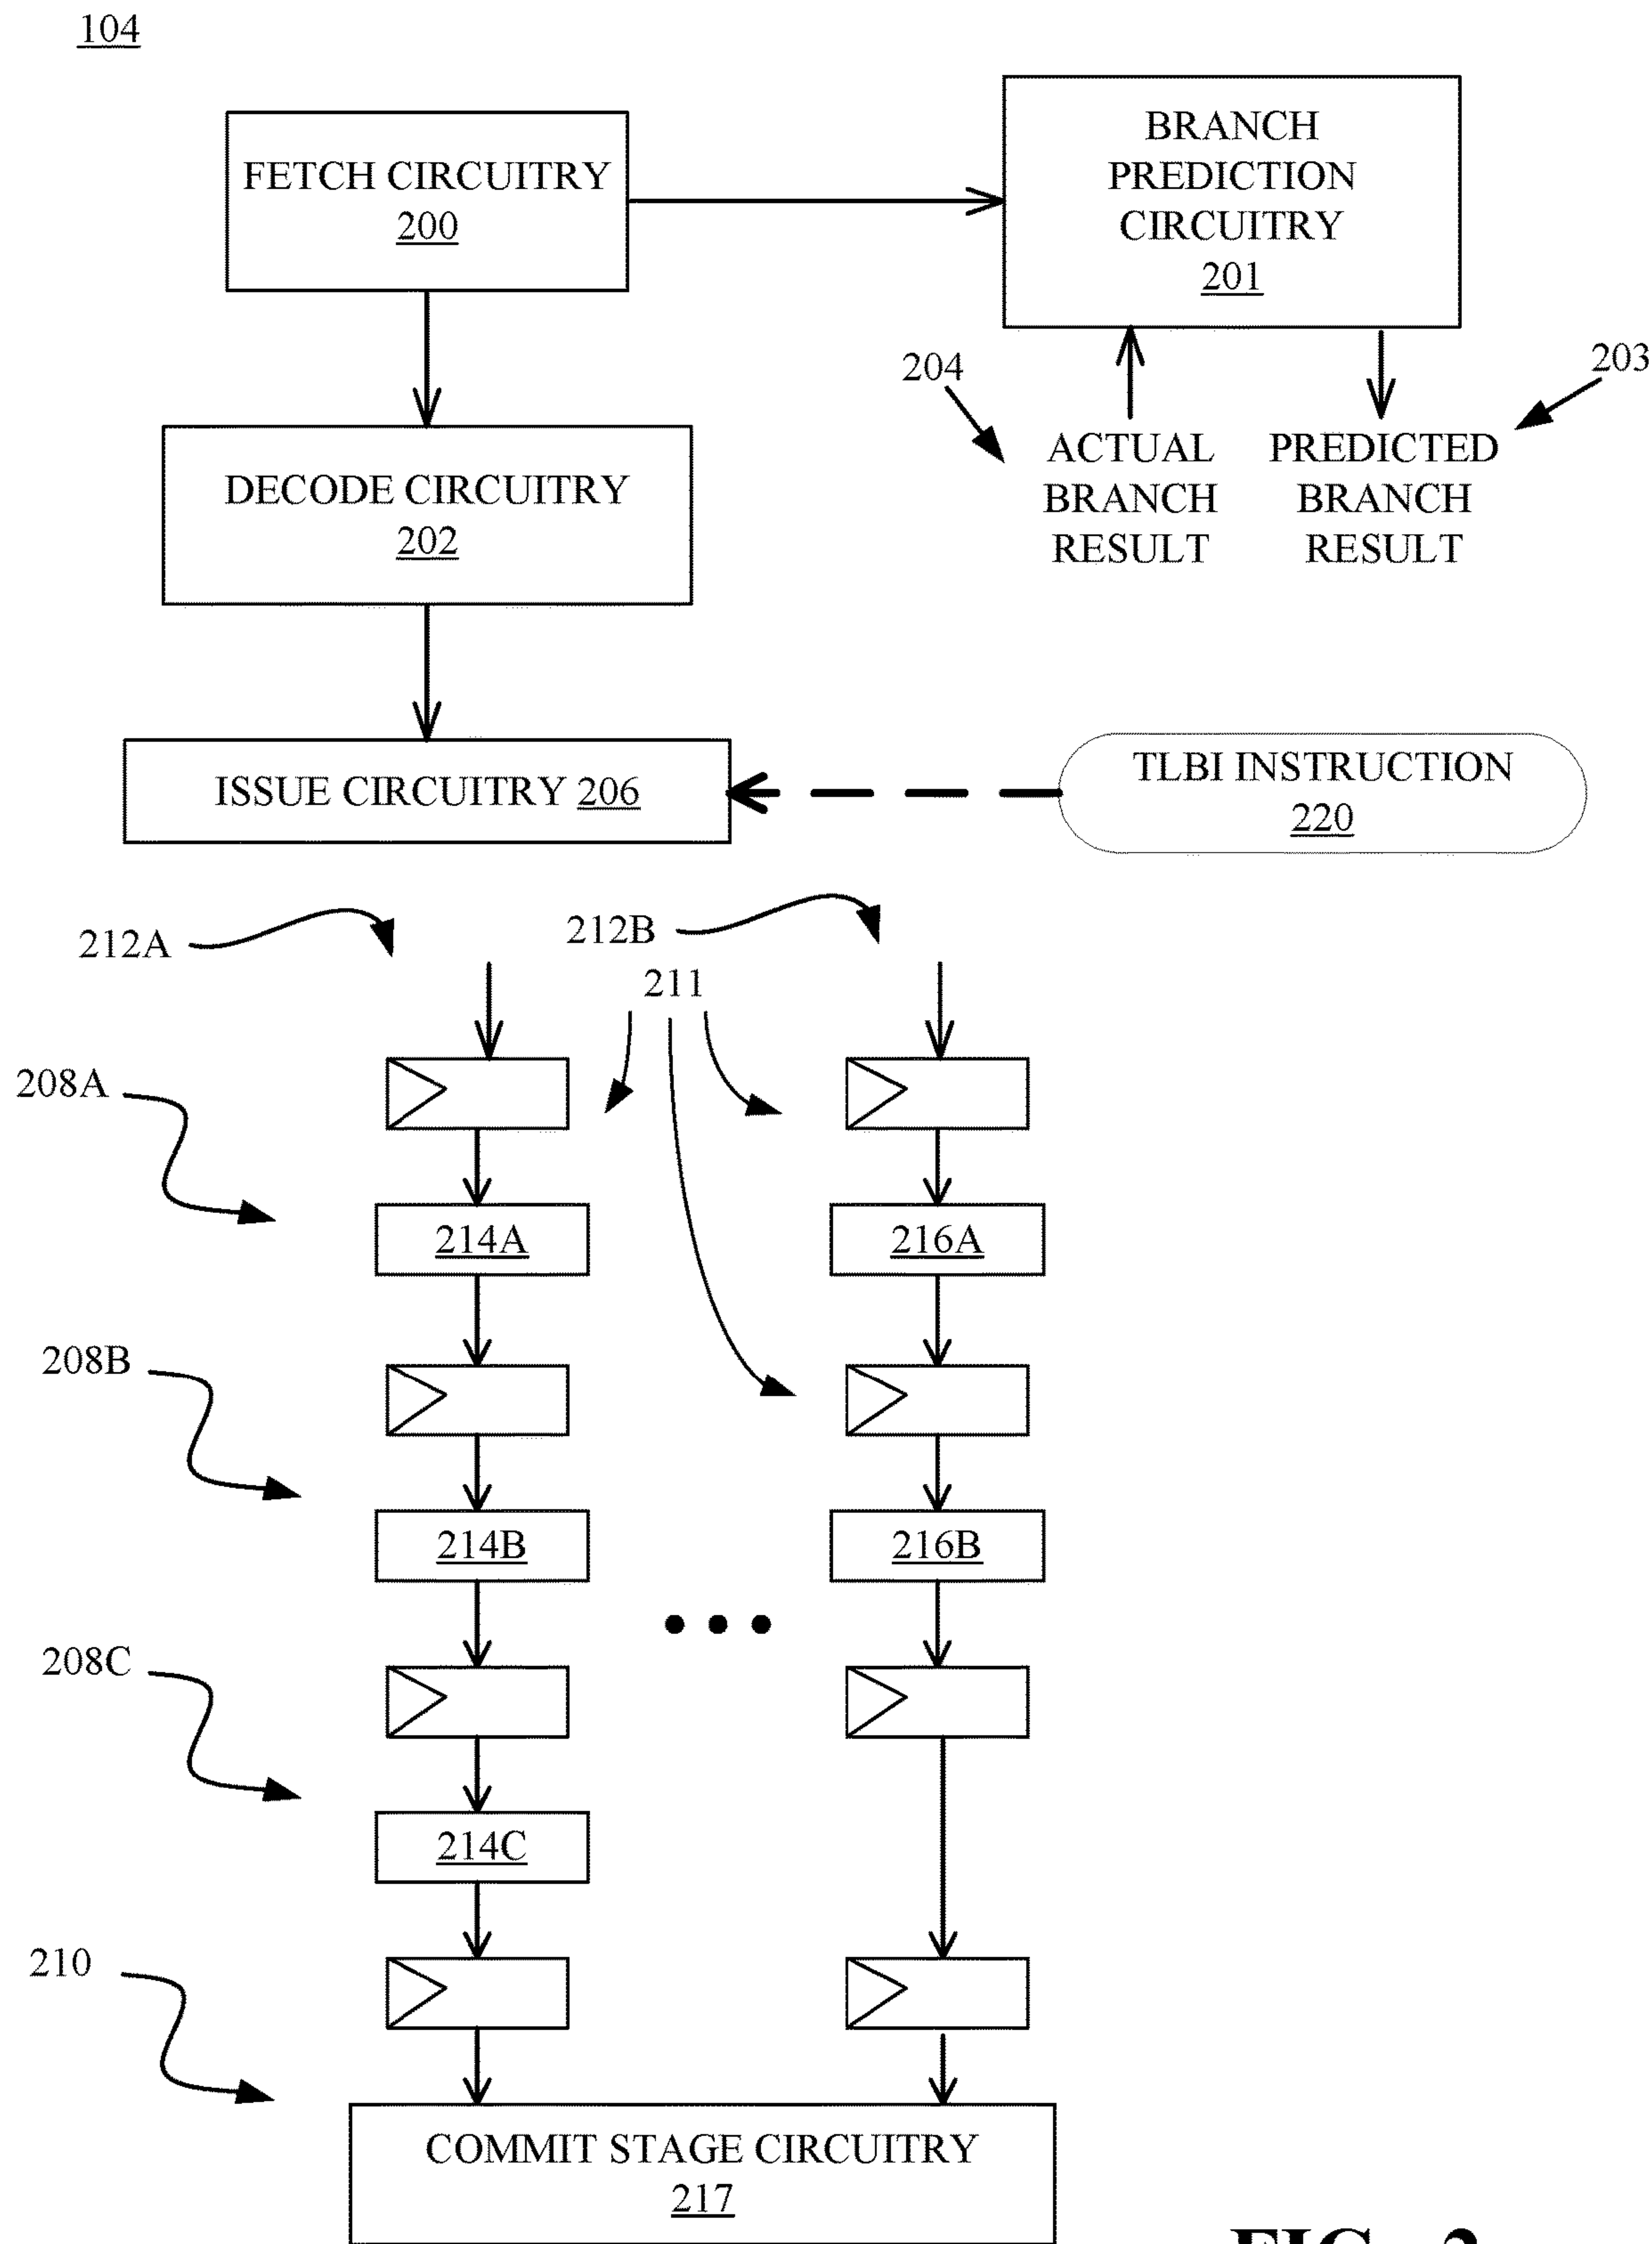 104
FETCH CIRCUITRY
200
BRANCH
PREDICTION
CIRCUITRY
201
204
203
ACTUAL
BRANCH
RESULT
PREDICTED
BRANCH
RESULT
DECODE CIRCUITRY
202
ISSUE CIRCUITRY 206
TLBI INSTRUCTION
220
212A
212B
211
208A
214A
216A
208B
214B
216B
208C
214C
210
COMMIT STAGE CIRCUITRY
217